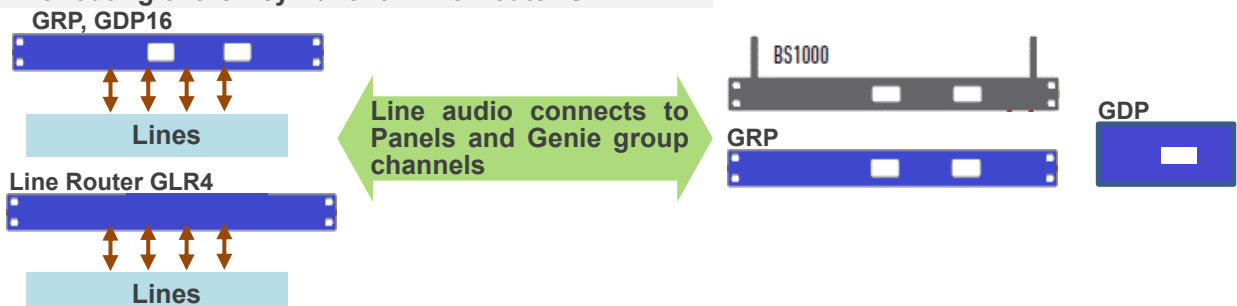 GRP, GDP16
Lines
Line Router GLR4
Lines
Line audio connects to
Panels and Genie group
channels
BS1000
GRP
GDP